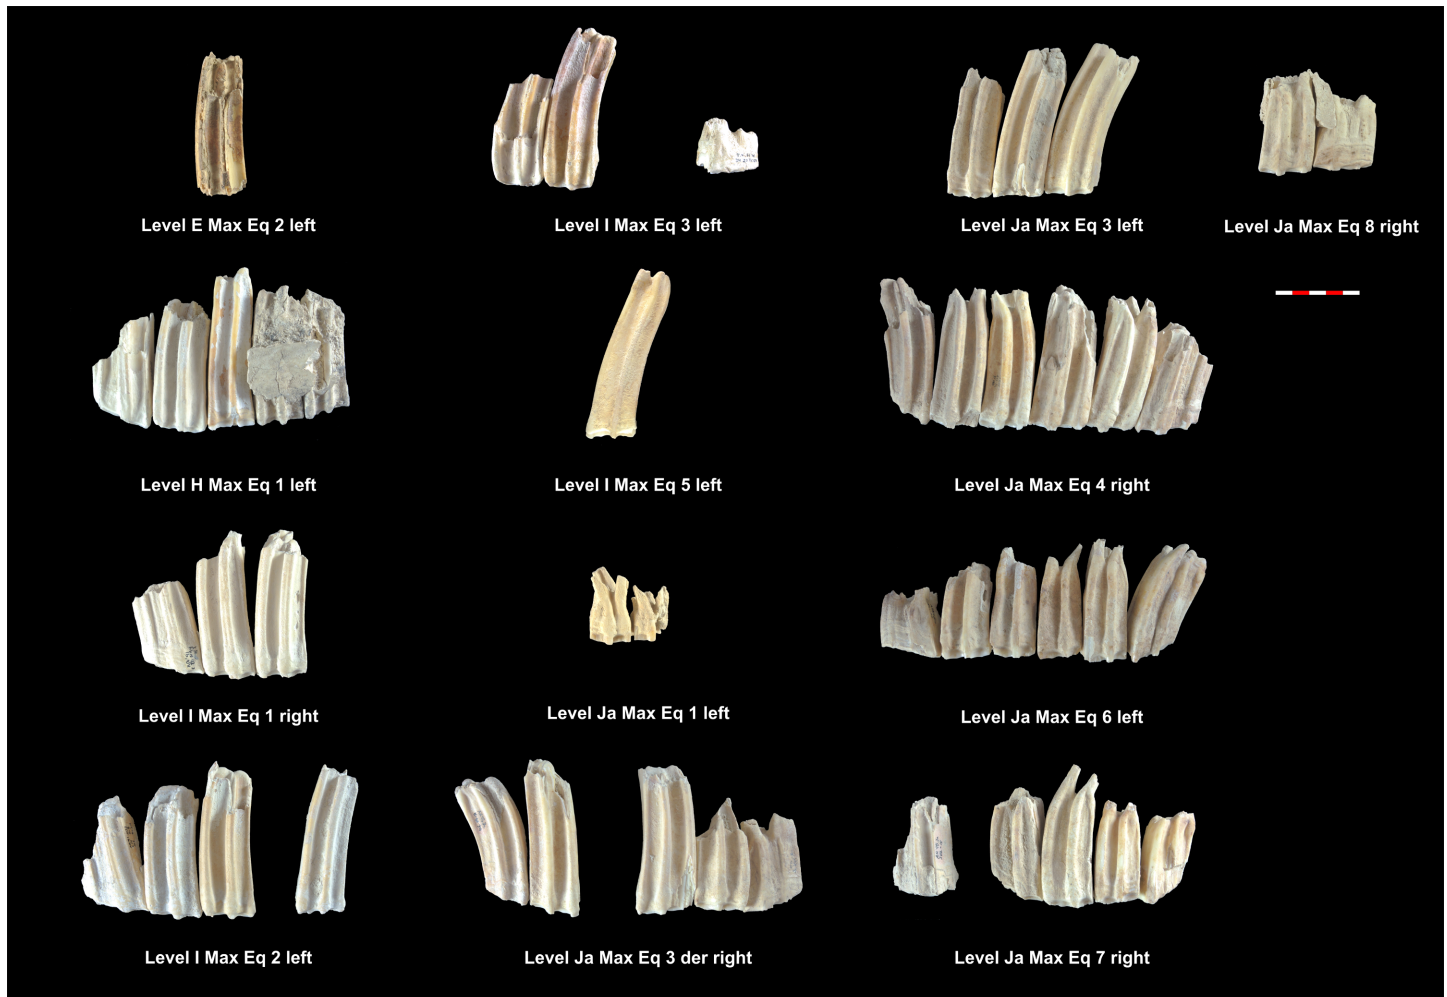 Level E Max Eq 2 left
Level I Max Eq 3 left
Level Ja Max Eq 3 left
Level Ja Max Eq 8 right
Level H Max Eq 1 left
Level I Max Eq 5 left
Level Ja Max Eq 4 right
Level I Max Eq 1 right
Level Ja Max Eq 1 left
Level Ja Max Eq 6 left
Level I Max Eq 2 left
Level Ja Max Eq 3 der right
Level Ja Max Eq 7 right